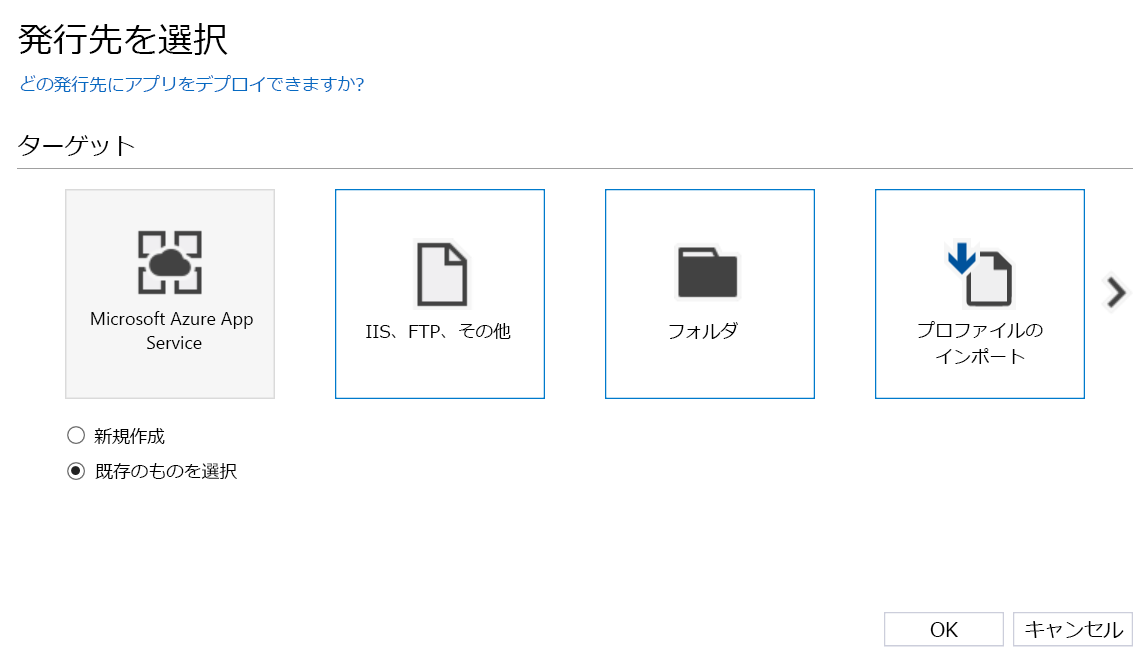 発行先を選択
どの発行先にアプリをデプロイできますか?
ターゲット
Microsoft Azure App
Service
IIS、FTP、その他
フォルダ
プロファイルの
インポート
新規作成
既存のものを選択
OK
キャンセル